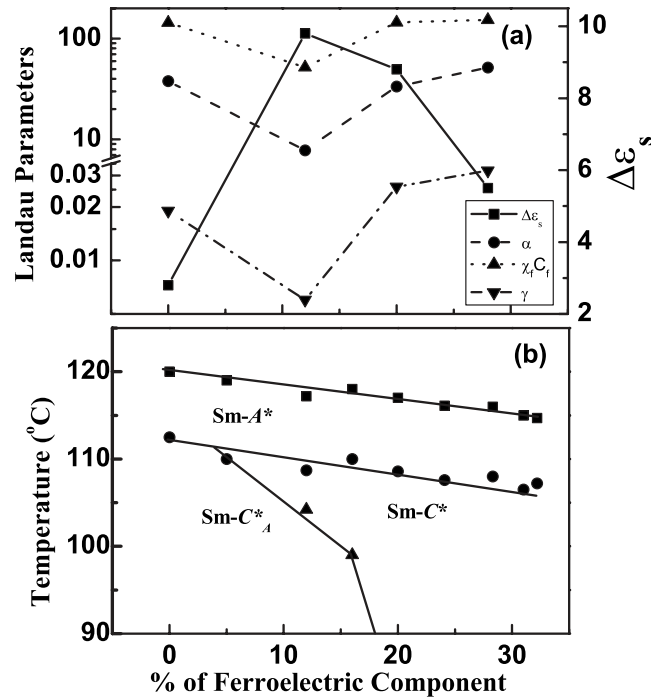 (a)
100
10
0.03
0.02
0.01
Landau Parameters
10
8
6
4
2
Δε_s
Δε_s
α
χ_fC_f
γ
(b)
120
110
100
90
Temperature (°C)
Sm-A*
Sm-C*_A
Sm-C*
0 10 20 30
% of Ferroelectric Component